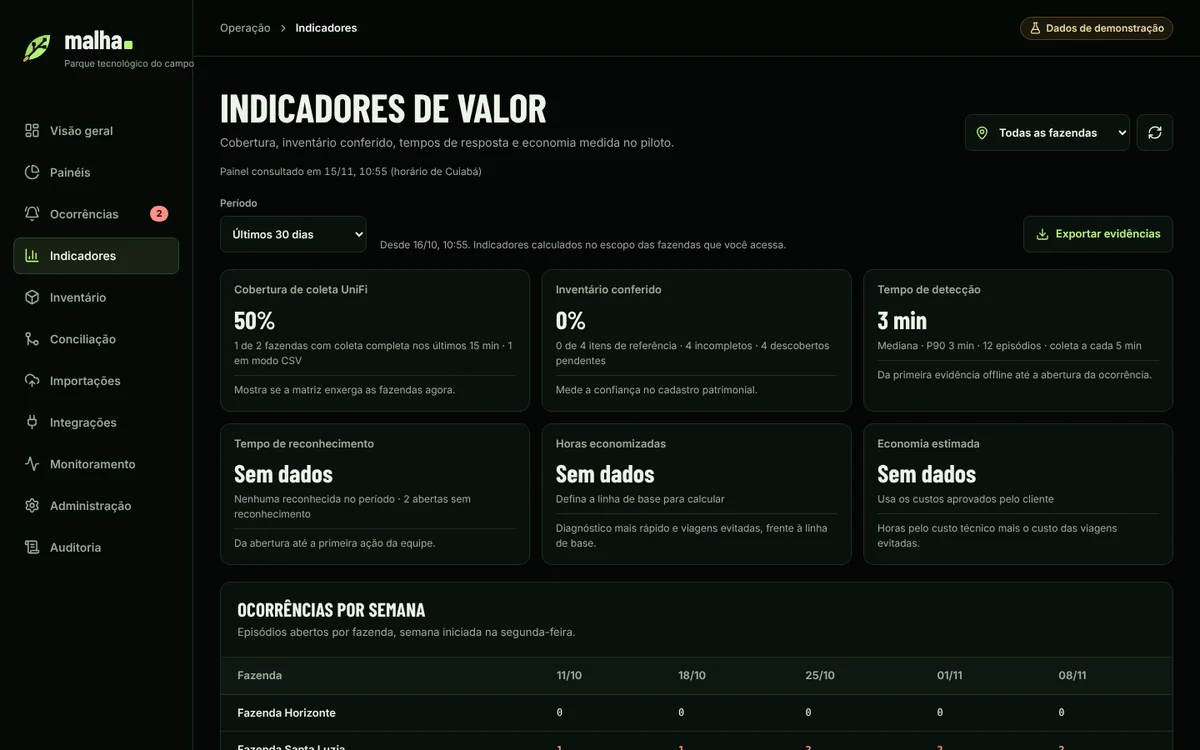 malha
Parque tecnológico do campo
Visão geral
Painéis
Ocorrências
2
Indicadores
Inventário
Conciliação
Importações
Integrações
Monitoramento
Administração
Auditoria
Operação > Indicadores
Dados de demonstração
INDICADORES DE VALOR
Cobertura, inventário conferido, tempos de resposta e economia medida no piloto.
Painel consultado em 15/11, 10:55 (horário de Cuiabá)
Todas as fazendas
Período
Últimos 30 dias
Desde 16/10, 10:55. Indicadores calculados no escopo das fazendas que você acessa.
Exportar evidências
Cobertura de coleta UniFi
50%
1 de 2 fazendas com coleta completa nos últimos 15 min · 1
em modo CSV
Mostra se a matriz enxerga as fazendas agora.
Inventário conferido
0%
0 de 4 itens de referência · 4 incompletos · 4 descobertos
pendentes
Mede a confiança no cadastro patrimonial.
Tempo de detecção
3 min
Mediana · P90 3 min · 12 episódios · coleta a cada 5 min
Da primeira evidência offline até a abertura da ocorrência.
Tempo de reconhecimento
Sem dados
Nenhuma reconhecida no período · 2 abertas sem
reconhecimento
Da abertura até a primeira ação da equipe.
Horas economizadas
Sem dados
Defina a linha de base para calcular
Diagnóstico mais rápido e viagens evitadas, frente à linha
de base.
Economia estimada
Sem dados
Usa os custos aprovados pelo cliente
Horas pelo custo técnico mais o custo das viagens
evitadas.
OCORRÊNCIAS POR SEMANA
Episódios abertos por fazenda, semana iniciada na segunda-feira.
Fazenda 11/10 18/10 25/10 01/11 08/11
Fazenda Horizonte 0 0 0 0 0
Fazenda Santa Luzia 1 1 2 2 2